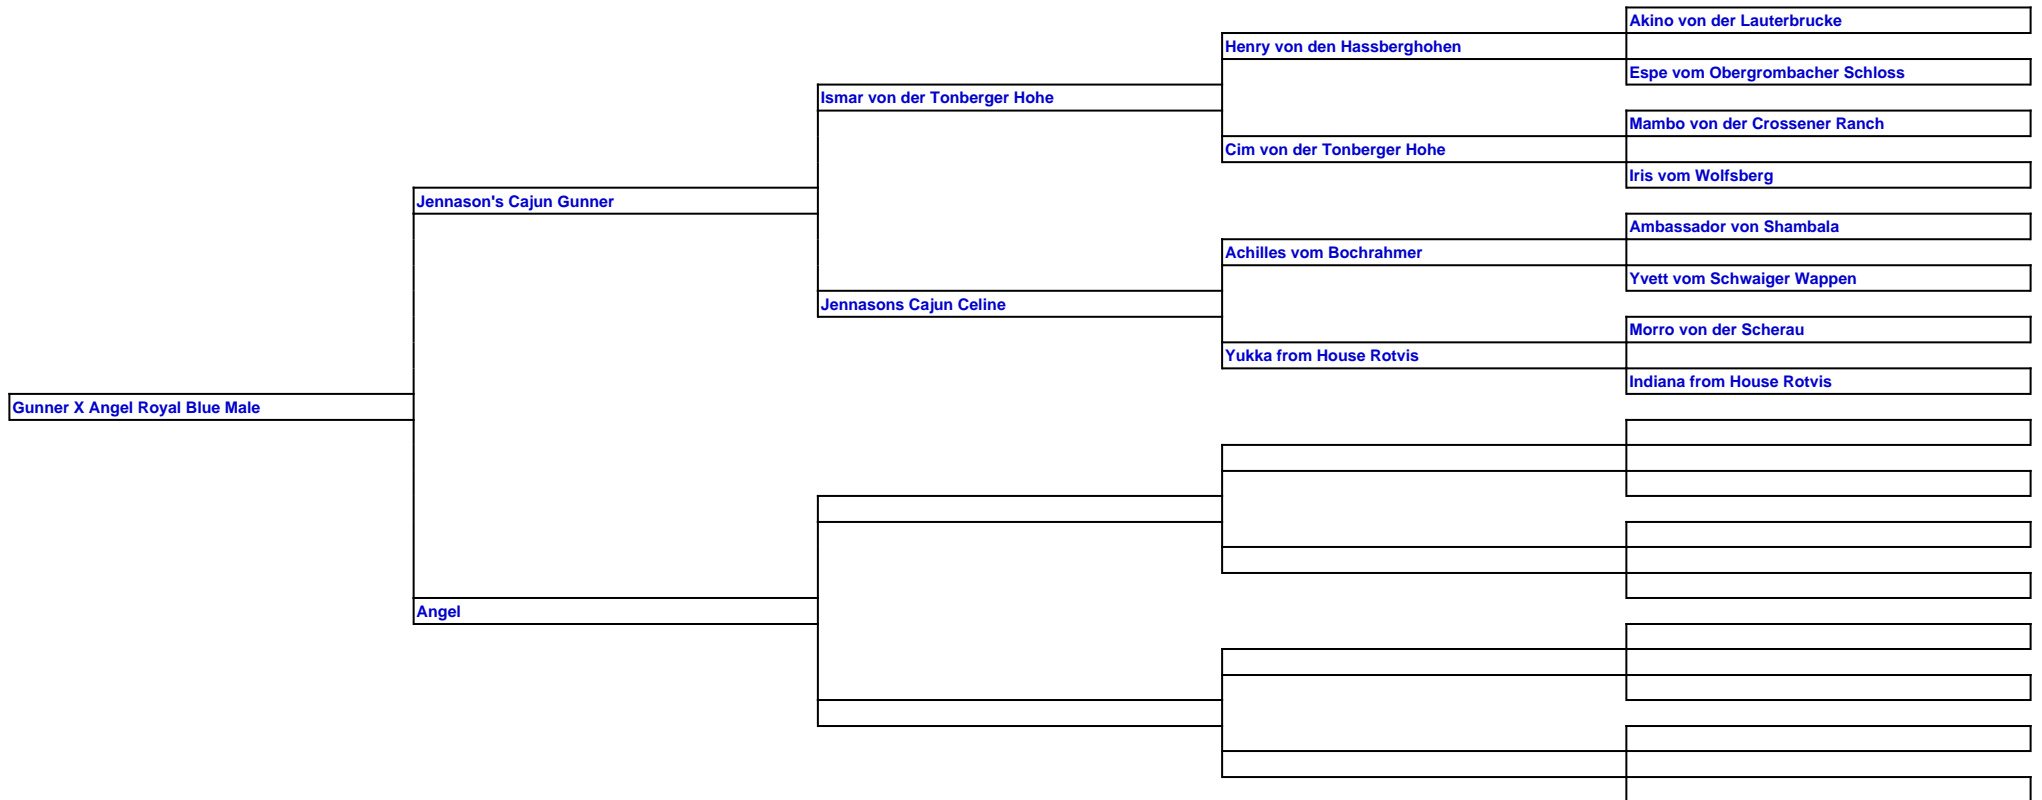 Akino von der Lauterbrucke
Henry von den Hassberghohen
Espe vom Obergrombacher Schloss
Ismar von der Tonberger Hohe
Mambo von der Crossener Ranch
Cim von der Tonberger Hohe
Iris vom Wolfsberg
Jennason's Cajun Gunner
Ambassador von Shambala
Achilles vom Bochrahmer
Yvett vom Schwaiger Wappen
Jennasons Cajun Celine
Morro von der Scherau
Yukka from House Rotvis
Indiana from House Rotvis
Gunner X Angel Royal Blue Male
Angel